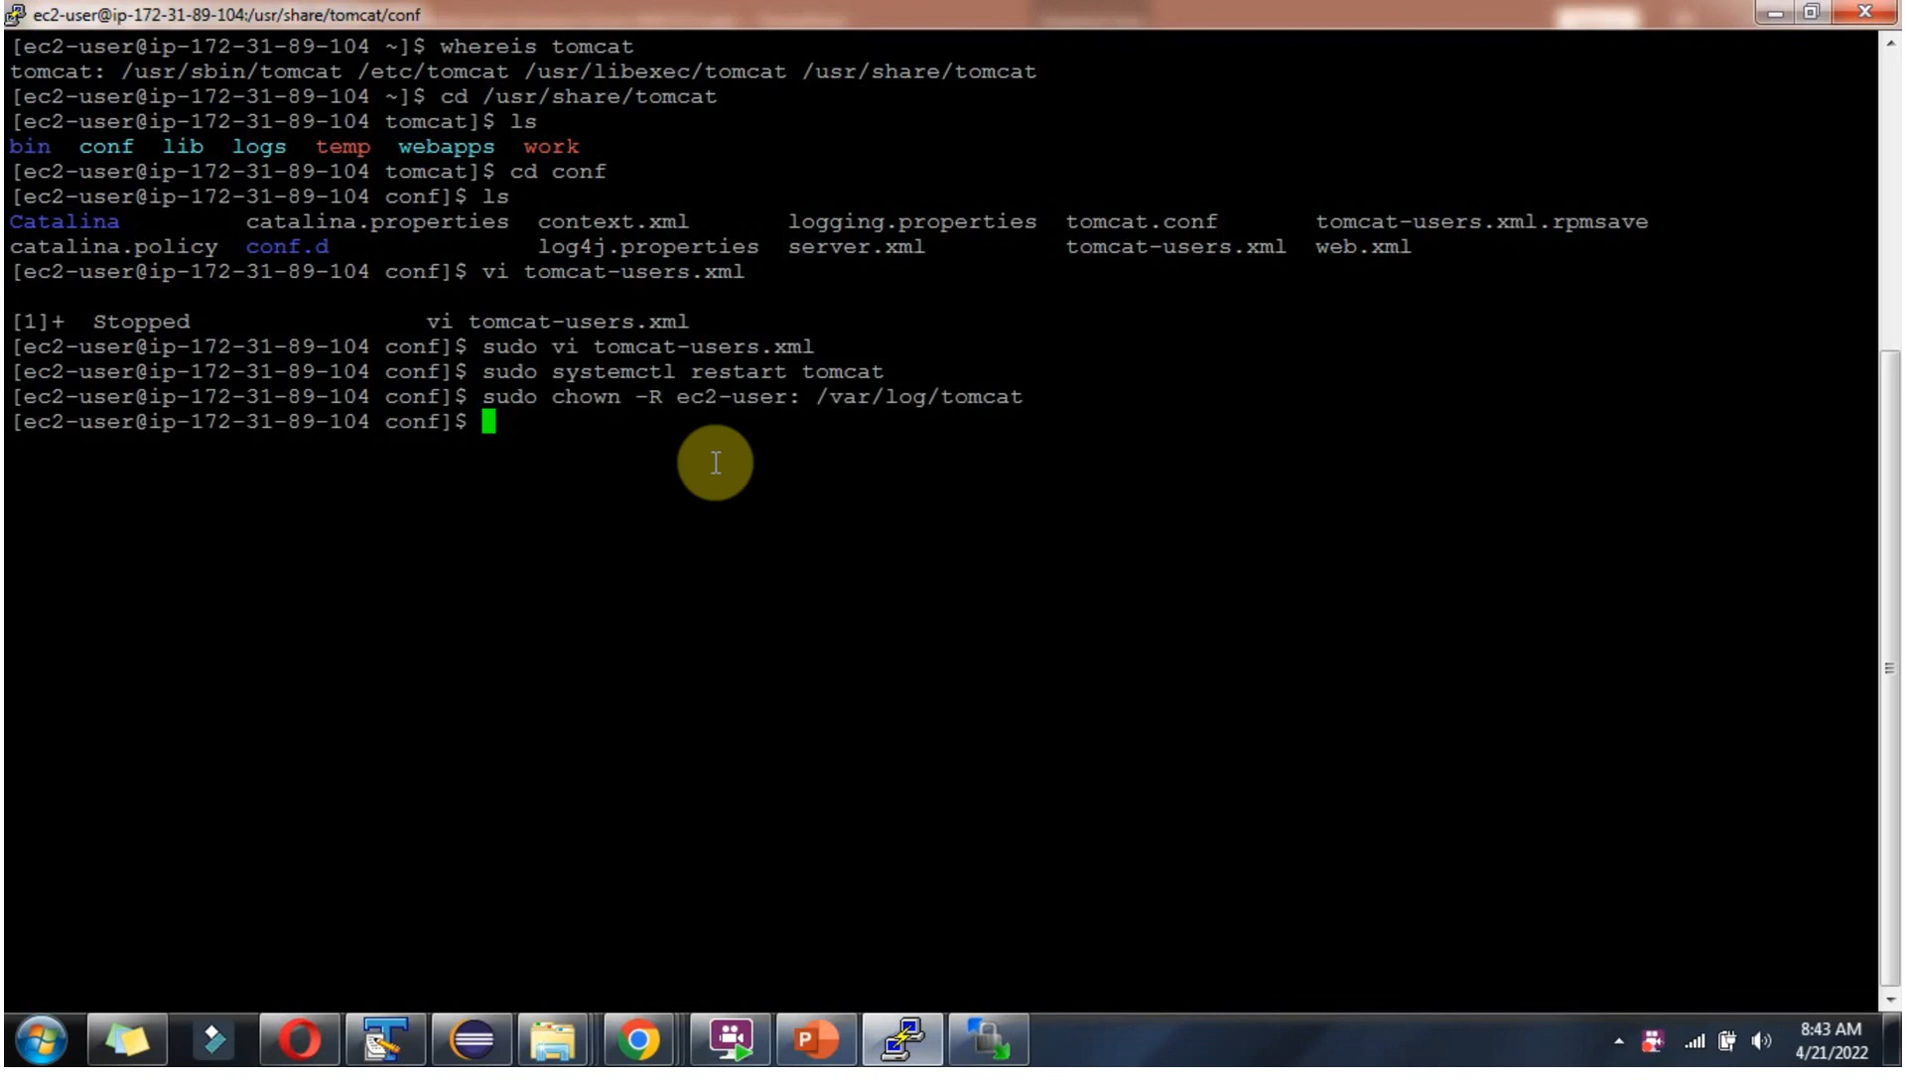 ec2-user@ip-172-31-89-104:/usr/share/tomcat/conf
[ec2-user@ip-172-31-89-104 ~]$ whereis tomcat
tomcat: /usr/sbin/tomcat /etc/tomcat /usr/libexec/tomcat /usr/share/tomcat
[ec2-user@ip-172-31-89-104 ~]$ cd /usr/share/tomcat
[ec2-user@ip-172-31-89-104 tomcat]$ ls
bin conf lib logs temp webapps work
[ec2-user@ip-172-31-89-104 tomcat]$ cd conf
[ec2-user@ip-172-31-89-104 conf]$ ls
Catalina catalina.properties context.xml logging.properties tomcat.conf tomcat-users.xml.rpmsave
catalina.policy conf.d log4j.properties server.xml tomcat-users.xml web.xml
[ec2-user@ip-172-31-89-104 conf]$ vi tomcat-users.xml
[1]+ Stopped vi tomcat-users.xml
[ec2-user@ip-172-31-89-104 conf]$ sudo vi tomcat-users.xml
[ec2-user@ip-172-31-89-104 conf]$ sudo systemctl restart tomcat
[ec2-user@ip-172-31-89-104 conf]$ sudo chown -R ec2-user: /var/log/tomcat
[ec2-user@ip-172-31-89-104 conf]$
8:43 AM
4/21/2022